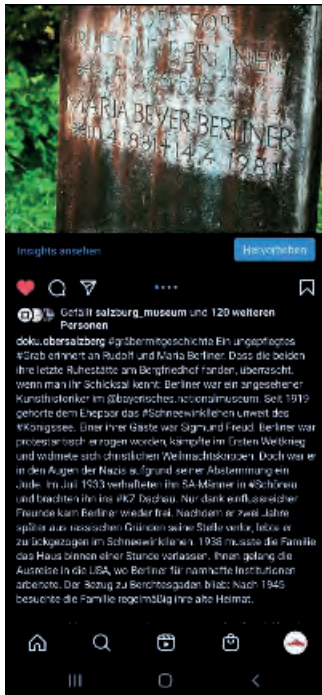 PROFESSOR
RUDOLF BERLINER
MARIA BEYER-BERLINER
Insights ansehen
Hervorheben
Gefällt salzburg_museum und 120 weiteren
Personen
doku.obersalzberg #gräbermitgeschichte Ein ungepflegtes
#Grab erinnert an Rudolf und Maria Berliner. Dass die beiden
ihre letzte Ruhestätte am Bergfriedhof fanden, überrascht,
wenn man ihr Schicksal kennt: Berliner war ein angesehener
Kunsthistoriker im @bayerisches.nationalmuseum. Seit 1919
gehörte dem Ehepaar das #Schneewinkllehen unweit des
#Königssee. Einer ihrer Gäste war Sigmund Freud. Berliner war
protestantisch erzogen worden, kämpfte im Ersten Weltkrieg
und widmete sich christlichen Weihnachtskrippen. Doch war er
in den Augen der Nazis aufgrund seiner Abstammung ein
Jude. Im Juli 1933 verhafteten ihn SA-Männer in #Schönau
und brachten ihn ins #KZ Dachau. Nur dank einflussreicher
Freunde kam Berliner wieder frei. Nachdem er zwei Jahre
später aus rassischen Gründen seine Stelle verlor, lebte er
zurückgezogen im Schneewinkllehen. 1938 musste die Familie
das Haus binnen einer Stunde verlassen. Ihnen gelang die
Ausreise in die USA, wo Berliner für namhafte Institutionen
arbeitete. Der Bezug zu Berchtesgaden blieb: Nach 1945
besuchte die Familie regelmäßig ihre alte Heimat.